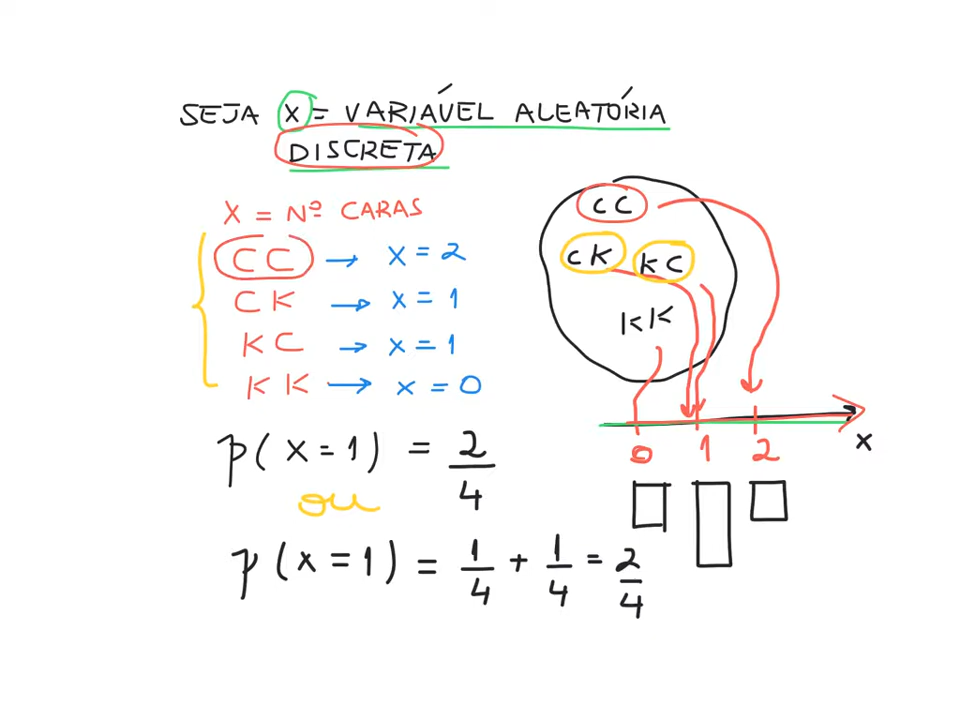 SEJA X = VARIÁVEL ALEATÓRIA
DISCRETA
X = Nº CARAS
CC → X = 2
CK → X = 1
KC → X = 1
KK → X = 0
CC
CK KC
KK
0 1 2 X
p(X=1) = 2/4
ou
p(X=1) = 1/4 + 1/4 = 2/4